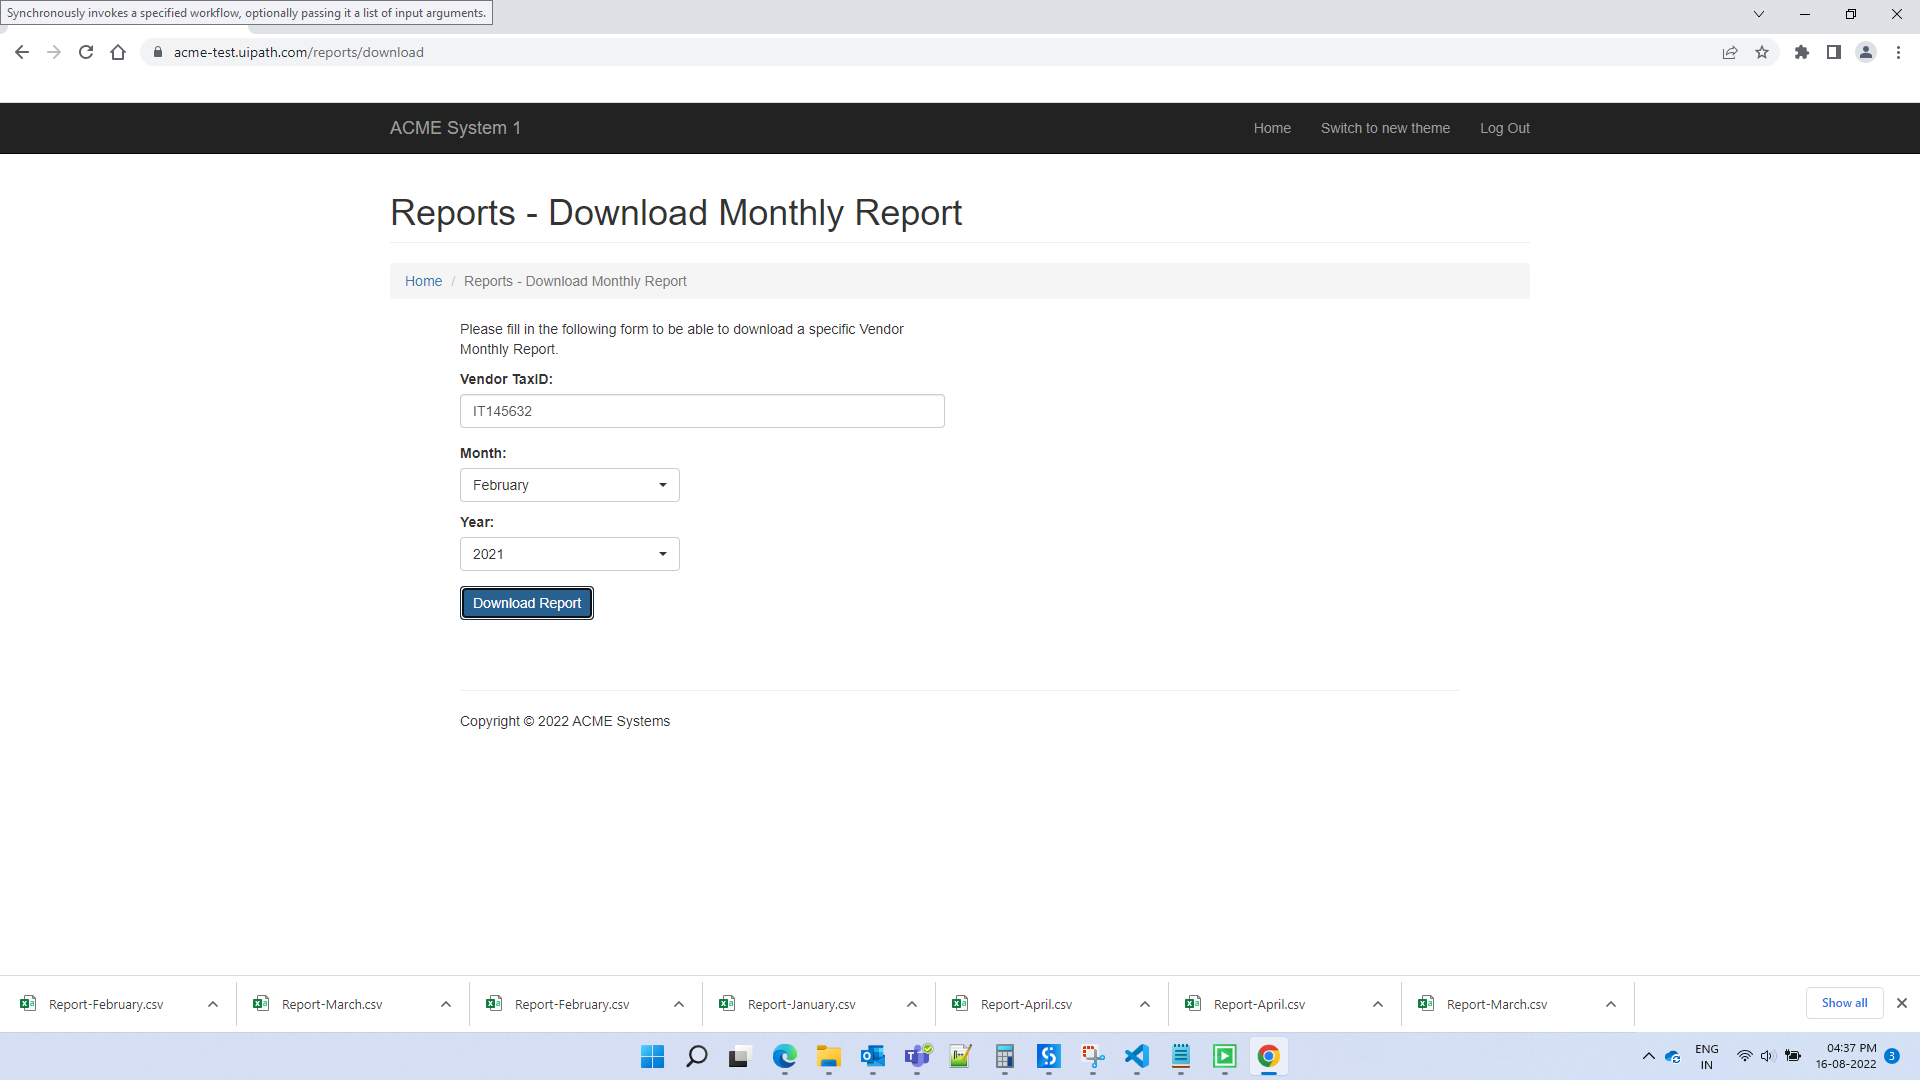 Synchronously invokes a specified workflow, optionally passing it a list of input arguments.
acme-test.uipath.com/reports/download
ACME System 1
Home
Switch to new theme
Log Out
Reports - Download Monthly Report
Home / Reports - Download Monthly Report
Please fill in the following form to be able to download a specific Vendor
Monthly Report.
Vendor TaxID:
IT145632
Month:
February
Year:
2021
Download Report
Copyright © 2022 ACME Systems
Report-February.csv
Report-March.csv
Report-February.csv
Report-January.csv
Report-April.csv
Report-April.csv
Report-March.csv
Show all
ENG
IN
04:37 PM
16-08-2022
3